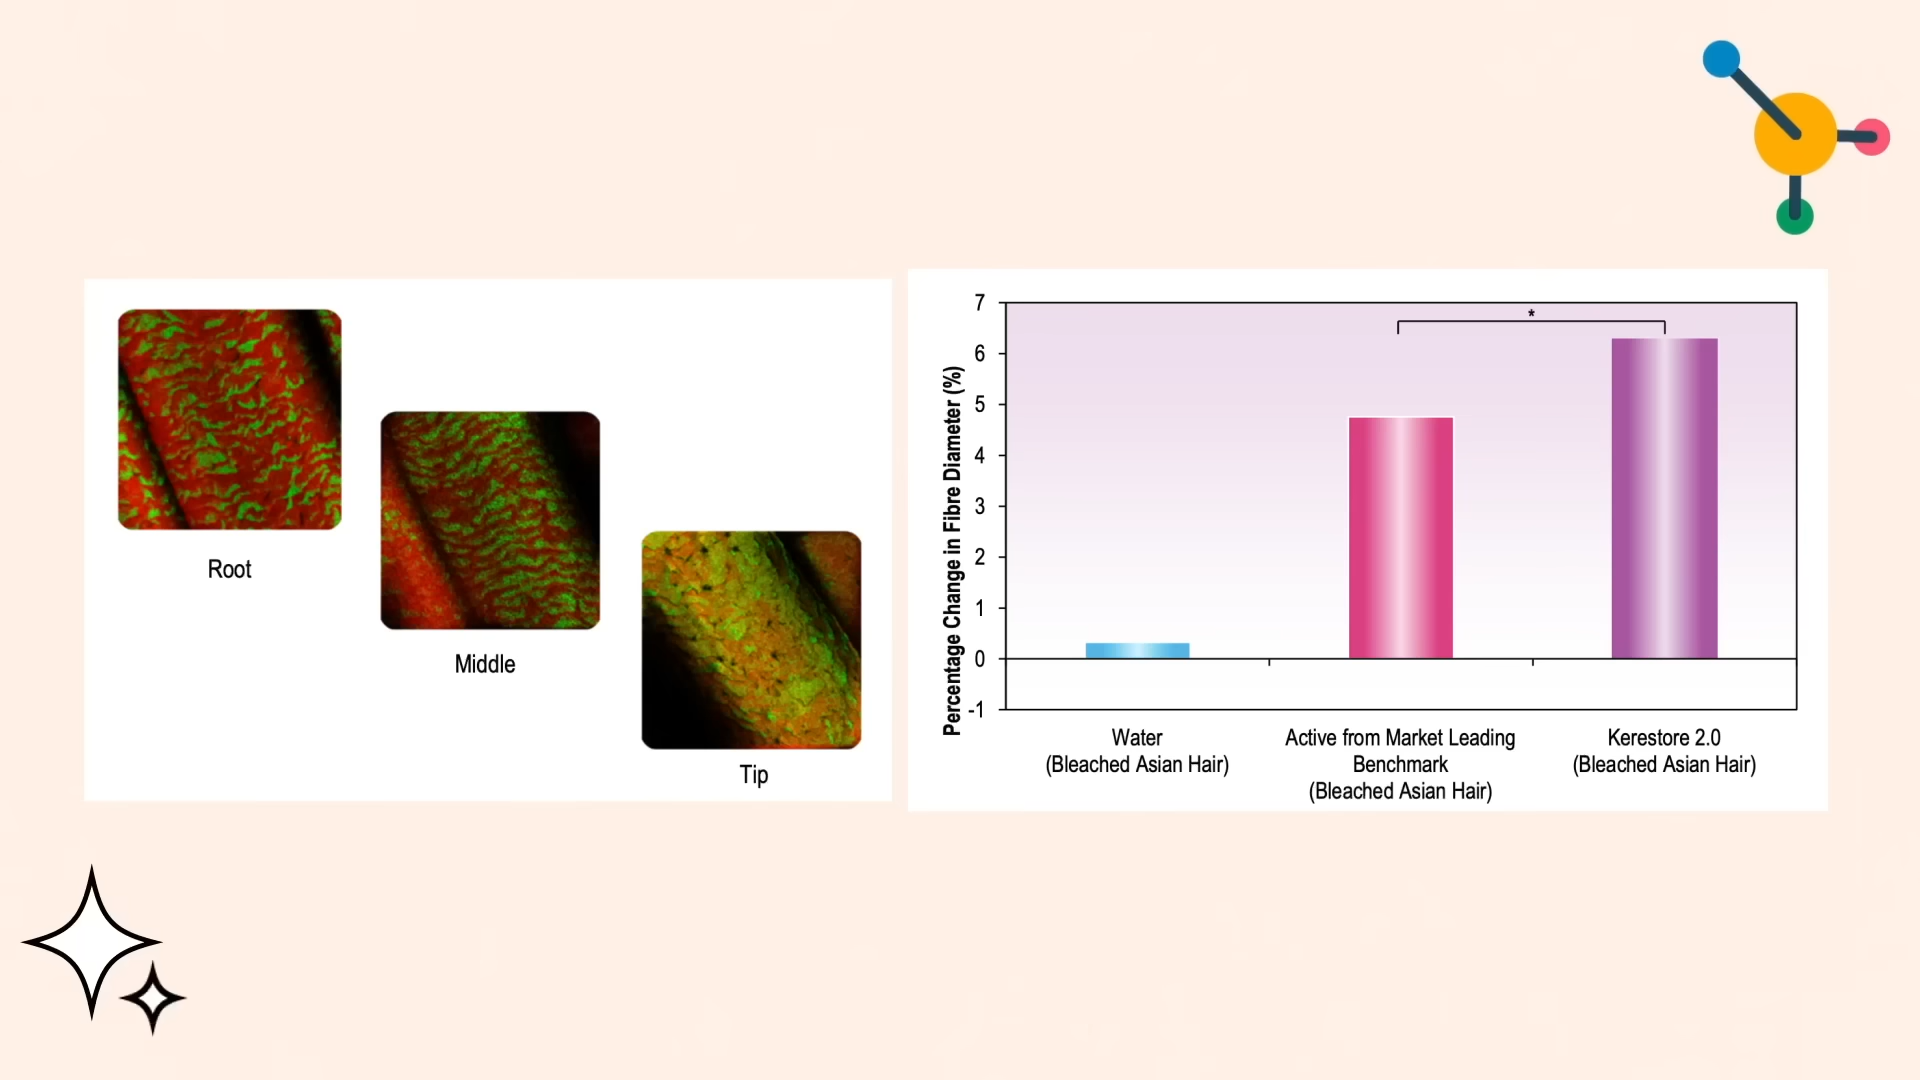 Root
Middle
Tip
Percentage Change in Fibre Diameter (%)
7
6
5
4
3
2
1
0
-1
*
Water
(Bleached Asian Hair)
Active from Market Leading
Benchmark
(Bleached Asian Hair)
Kerestore 2.0
(Bleached Asian Hair)